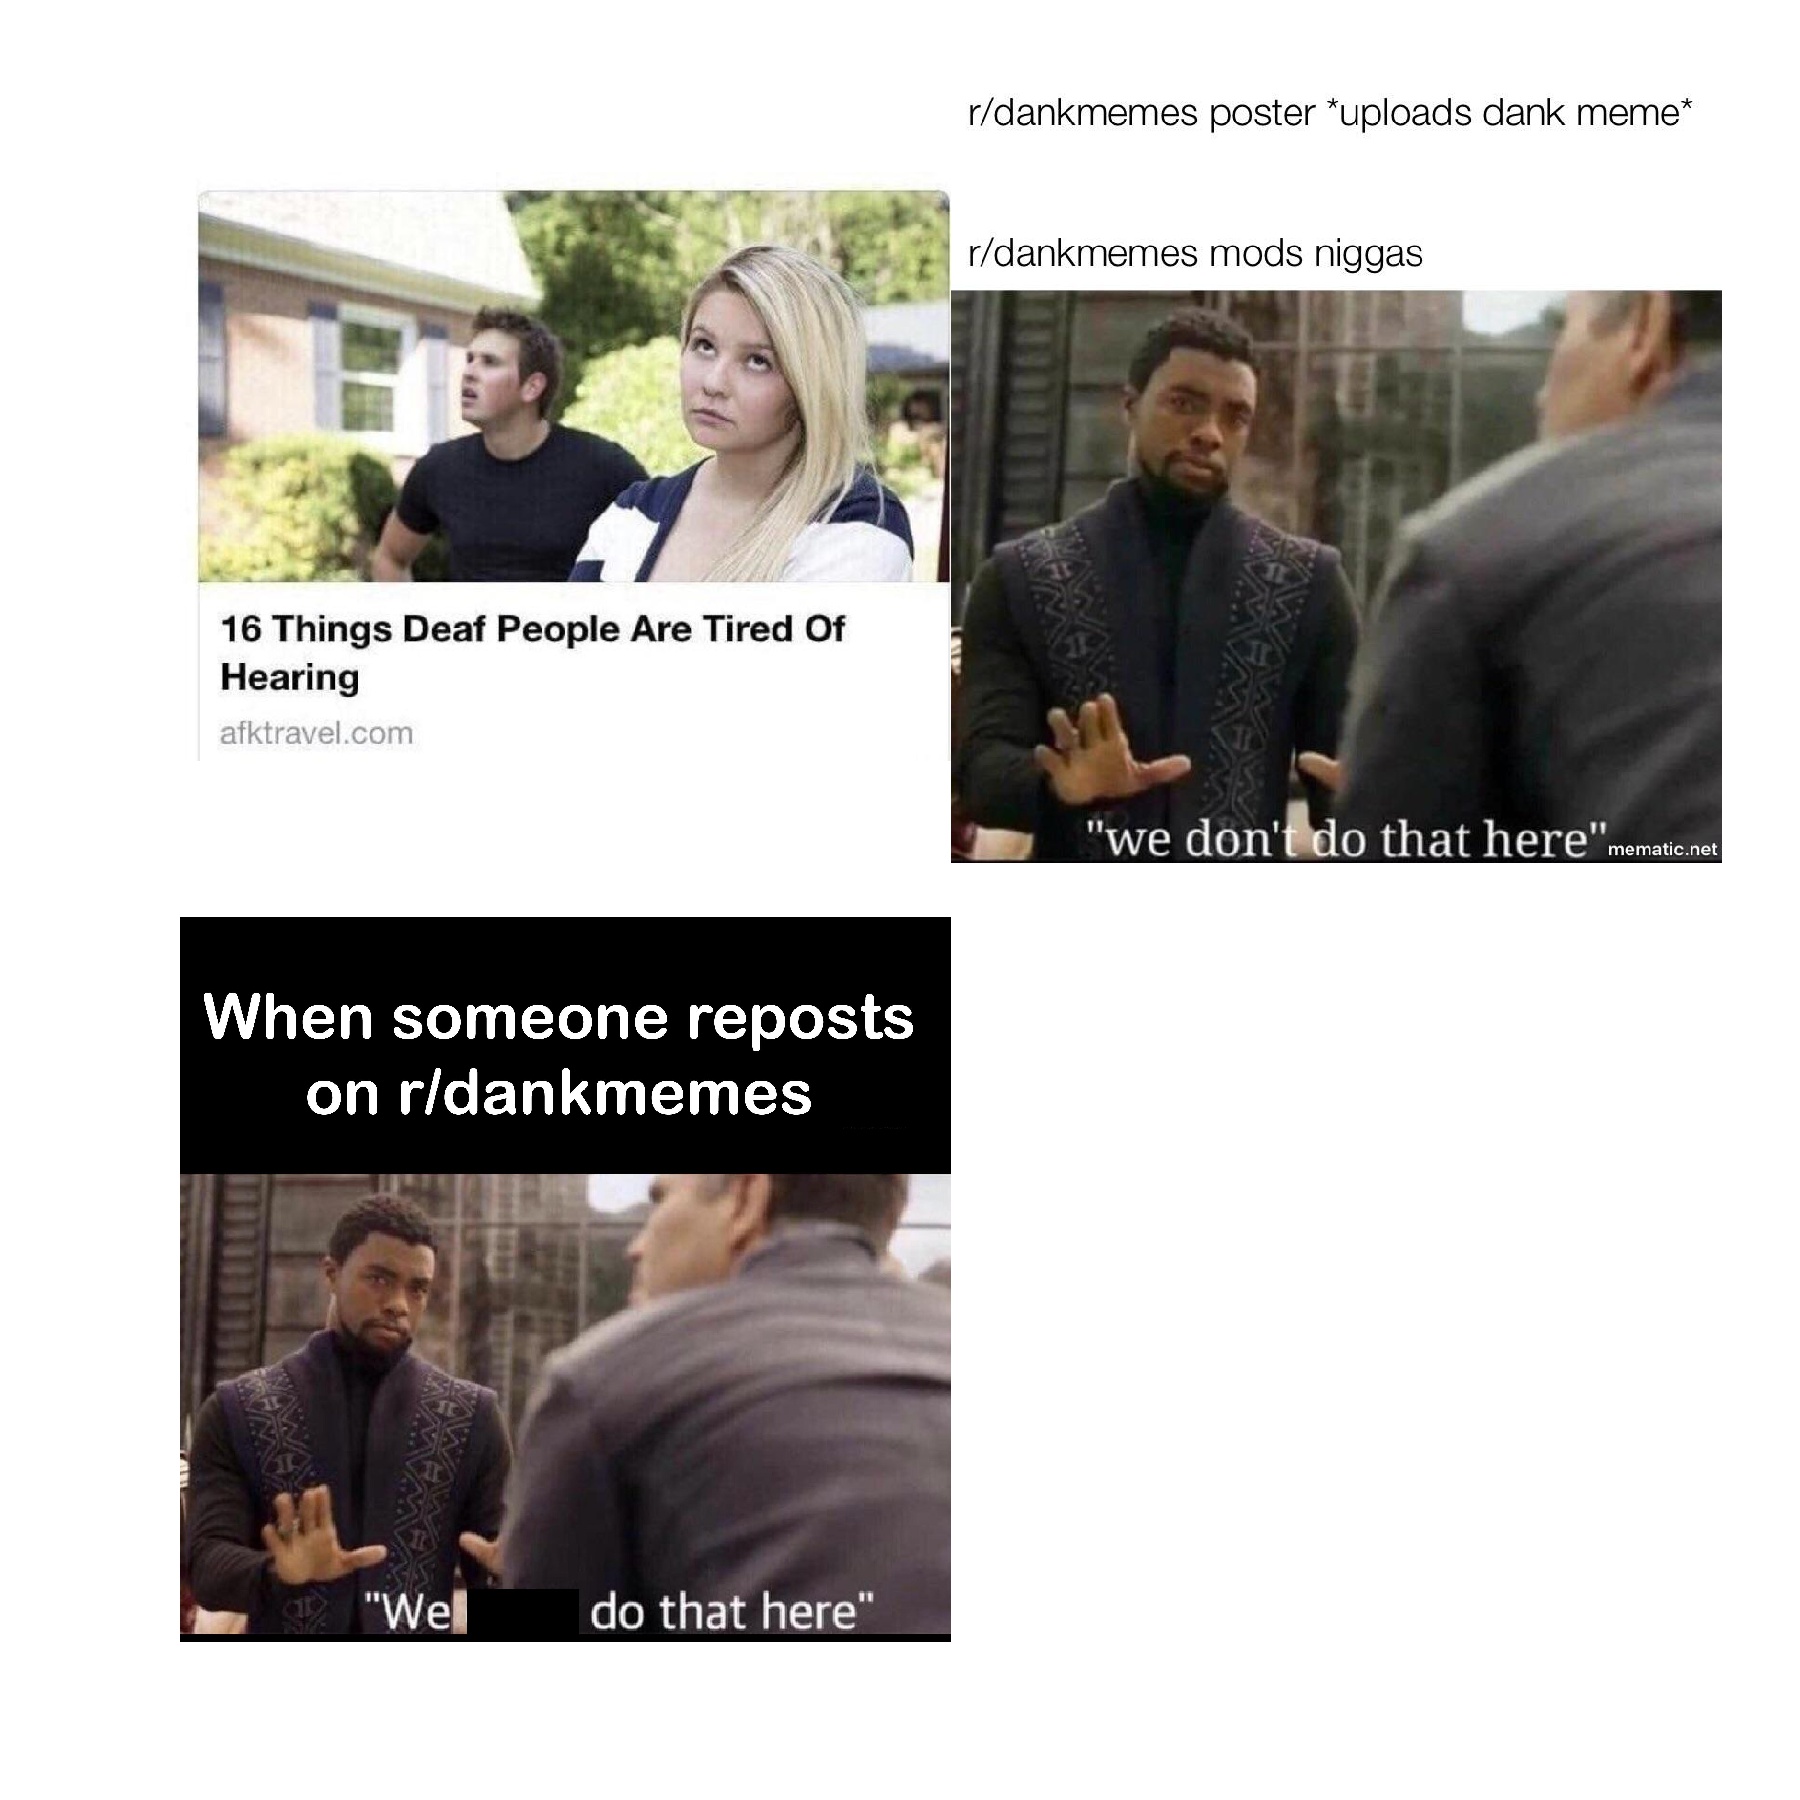 16 Things Deaf People Are Tired Of
Hearing
afktravel.com
r/dankmemes poster *uploads dank meme*
r/dankmemes mods niggas
"we don't do that here"
mematic.net
When someone reposts
on r/dankmemes
"We do that here"